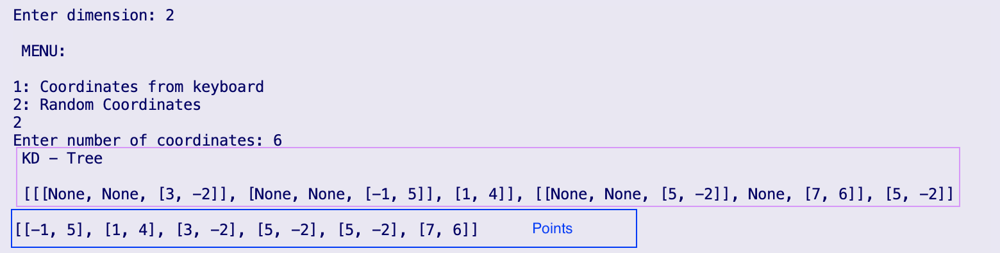 Enter dimension: 2
MENU:
1: Coordinates from keyboard
2: Random Coordinates
2
Enter number of coordinates: 6
KD – Tree
[[[None, None, [3, −2]], [None, None, [−1, 5]], [1, 4]], [[None, None, [5, −2]], None, [7, 6]], [5, −2]]
[[−1, 5], [1, 4], [3, −2], [5, −2], [5, −2], [7, 6]] Points